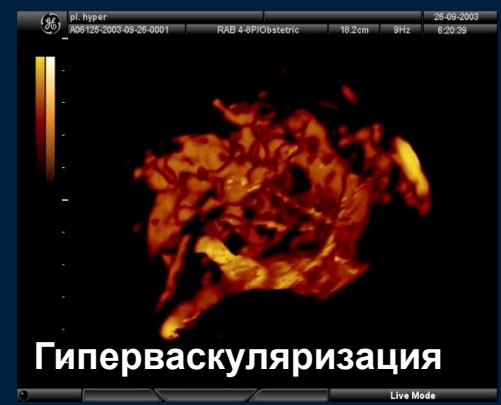 pl. hyper 26-09-2003
A06125-2003-09-26-0001 RAB 4-8P/Obstetric 18.2cm 9Hz 6:20:39
Гиперваскуляризация
Live Mode